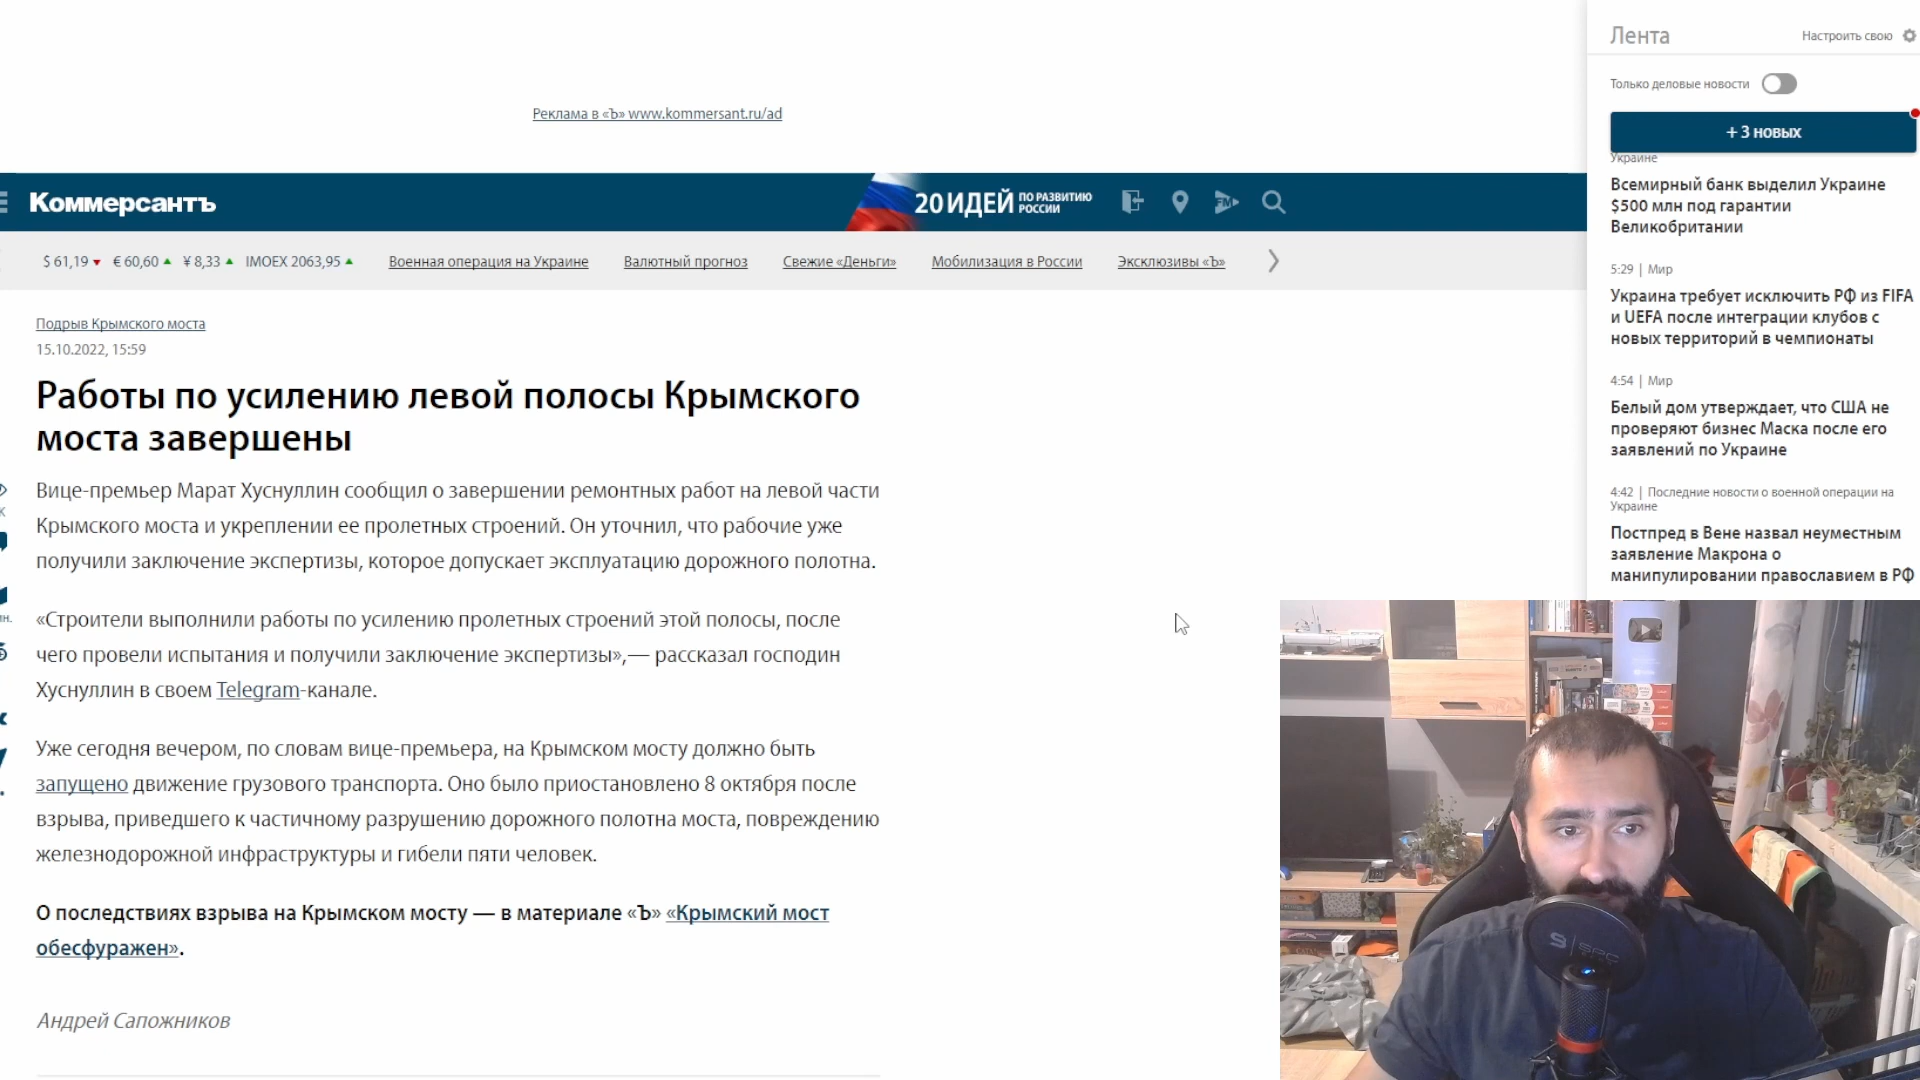 Реклама в «Ъ» www.kommersant.ru/ad
Коммерсантъ
20 ИДЕЙ ПО РАЗВИТИЮ
РОССИИ
FM
$ 61,19 € 60,60 ¥ 8,33 IMOEX 2063,95 Военная операция на Украине Валютный прогноз Свежие «Деньги» Мобилизация в России Эксклюзивы «Ъ»
Подрыв Крымского моста
15.10.2022, 15:59
Работы по усилению левой полосы Крымского
моста завершены
Вице-премьер Марат Хуснуллин сообщил о завершении ремонтных работ на левой части
Крымского моста и укреплении ее пролетных строений. Он уточнил, что рабочие уже
получили заключение экспертизы, которое допускает эксплуатацию дорожного полотна.
«Строители выполнили работы по усилению пролетных строений этой полосы, после
чего провели испытания и получили заключение экспертизы»,— рассказал господин
Хуснуллин в своем Telegram-канале.
Уже сегодня вечером, по словам вице-премьера, на Крымском мосту должно быть
запущено движение грузового транспорта. Оно было приостановлено 8 октября после
взрыва, приведшего к частичному разрушению дорожного полотна моста, повреждению
железнодорожной инфраструктуры и гибели пяти человек.
О последствиях взрыва на Крымском мосту — в материале «Ъ» «Крымский мост
обесфуражен».
Андрей Сапожников
Лента
Настроить свою
Только деловые новости
+ 3 новых
Украине
Всемирный банк выделил Украине
$500 млн под гарантии
Великобритании
5:29 | Мир
Украина требует исключить РФ из FIFA
и UEFA после интеграции клубов с
новых территорий в чемпионаты
4:54 | Мир
Белый дом утверждает, что США не
проверяют бизнес Маска после его
заявлений по Украине
4:42 | Последние новости о военной операции на
Украине
Постпред в Вене назвал неуместным
заявление Макрона о
манипулировании православием в РФ
SPC